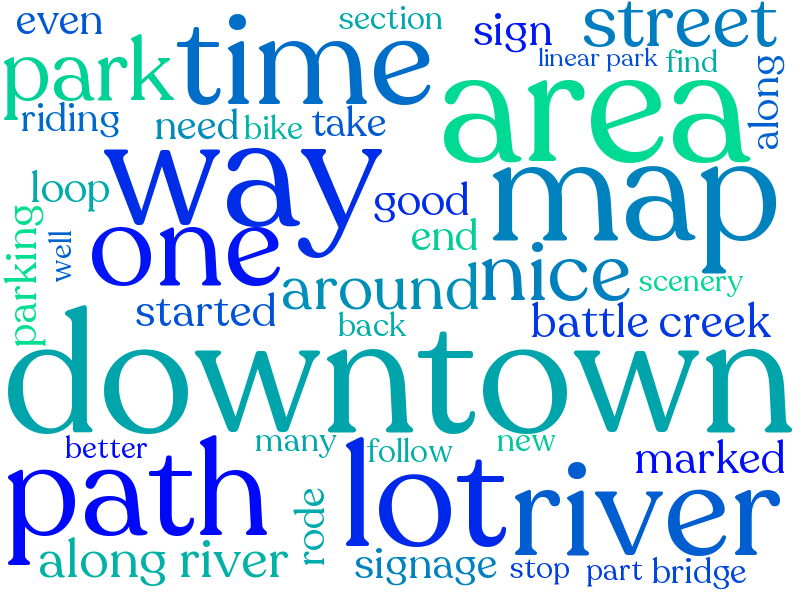 even
section
sign
street
park
time
linear park
find
along
riding
need
bike
take
area
way
loop
good
map
parking
well
one
end
nice
around
scenery
started
back
battle creek
downtown
better
many
follow
new
marked
path
lot
river
rode
along river
signage
stop
part
bridge